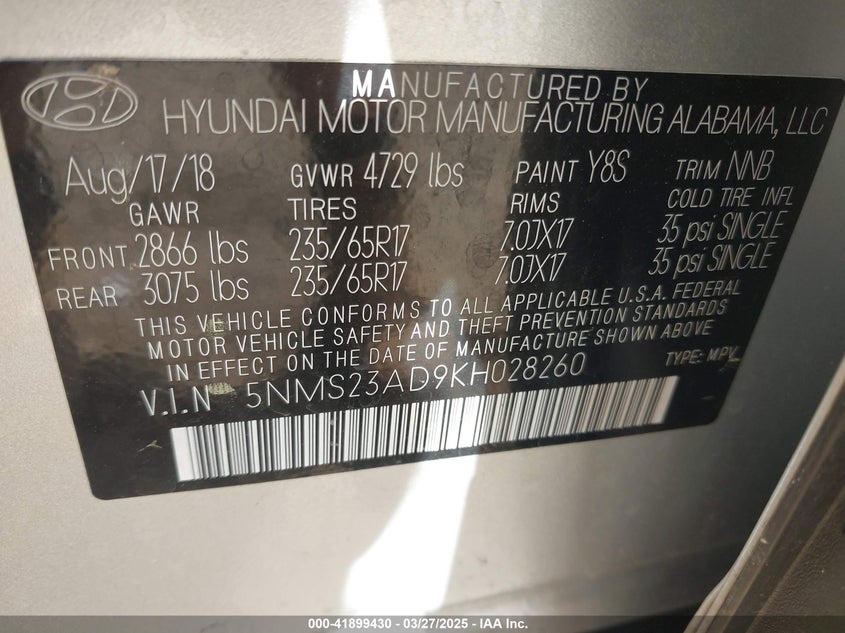 MANUFACTURED BY
HYUNDAI MOTOR MANUFACTURING ALABAMA, LLC
Aug/17/18 GVWR 4729 lbs PAINT Y8S TRIM NNB
GAWR TIRES RIMS COLD TIRE INFL
FRONT 2866 lbs 235/65R17 7.0JX17 35 psi SINGLE
REAR 3075 lbs 235/65R17 7.0JX17 35 psi SINGLE
THIS VEHICLE CONFORMS TO ALL APPLICABLE U.S.A. FEDERAL
MOTOR VEHICLE SAFETY AND THEFT PREVENTION STANDARDS
IN EFFECT ON THE DATE OF MANUFACTURE SHOWN ABOVE
TYPE: MPV
V.I.N 5NMS23AD9KH028260
000-41899430 - 03/27/2025 - IAA Inc.